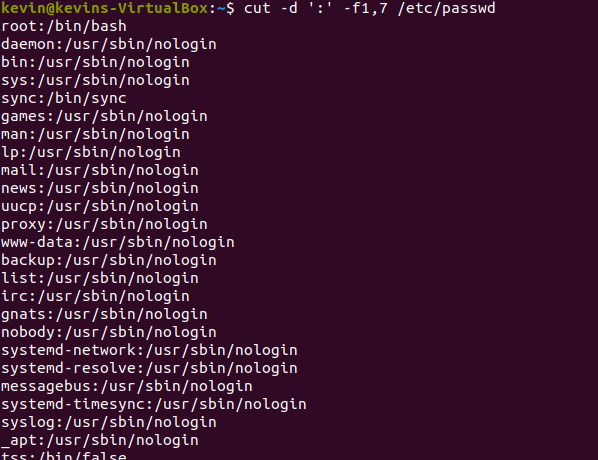 kevin@kevins-VirtualBox:~$ cut -d ':' -f1,7 /etc/passwd
root:/bin/bash
daemon:/usr/sbin/nologin
bin:/usr/sbin/nologin
sys:/usr/sbin/nologin
sync:/bin/sync
games:/usr/sbin/nologin
man:/usr/sbin/nologin
lp:/usr/sbin/nologin
mail:/usr/sbin/nologin
news:/usr/sbin/nologin
uucp:/usr/sbin/nologin
proxy:/usr/sbin/nologin
www-data:/usr/sbin/nologin
backup:/usr/sbin/nologin
list:/usr/sbin/nologin
irc:/usr/sbin/nologin
gnats:/usr/sbin/nologin
nobody:/usr/sbin/nologin
systemd-network:/usr/sbin/nologin
systemd-resolve:/usr/sbin/nologin
messagebus:/usr/sbin/nologin
systemd-timesync:/usr/sbin/nologin
syslog:/usr/sbin/nologin
_apt:/usr/sbin/nologin
tss:/bin/false